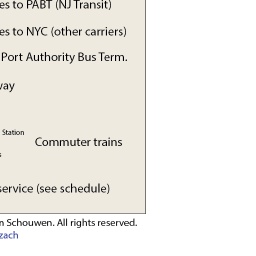 es to PABT (NJ Transit)
es to NYC (other carriers)
Port Authority Bus Term.
way
Station
Commuter trains
s
service (see schedule)
n Schouwen. All rights reserved.
zach